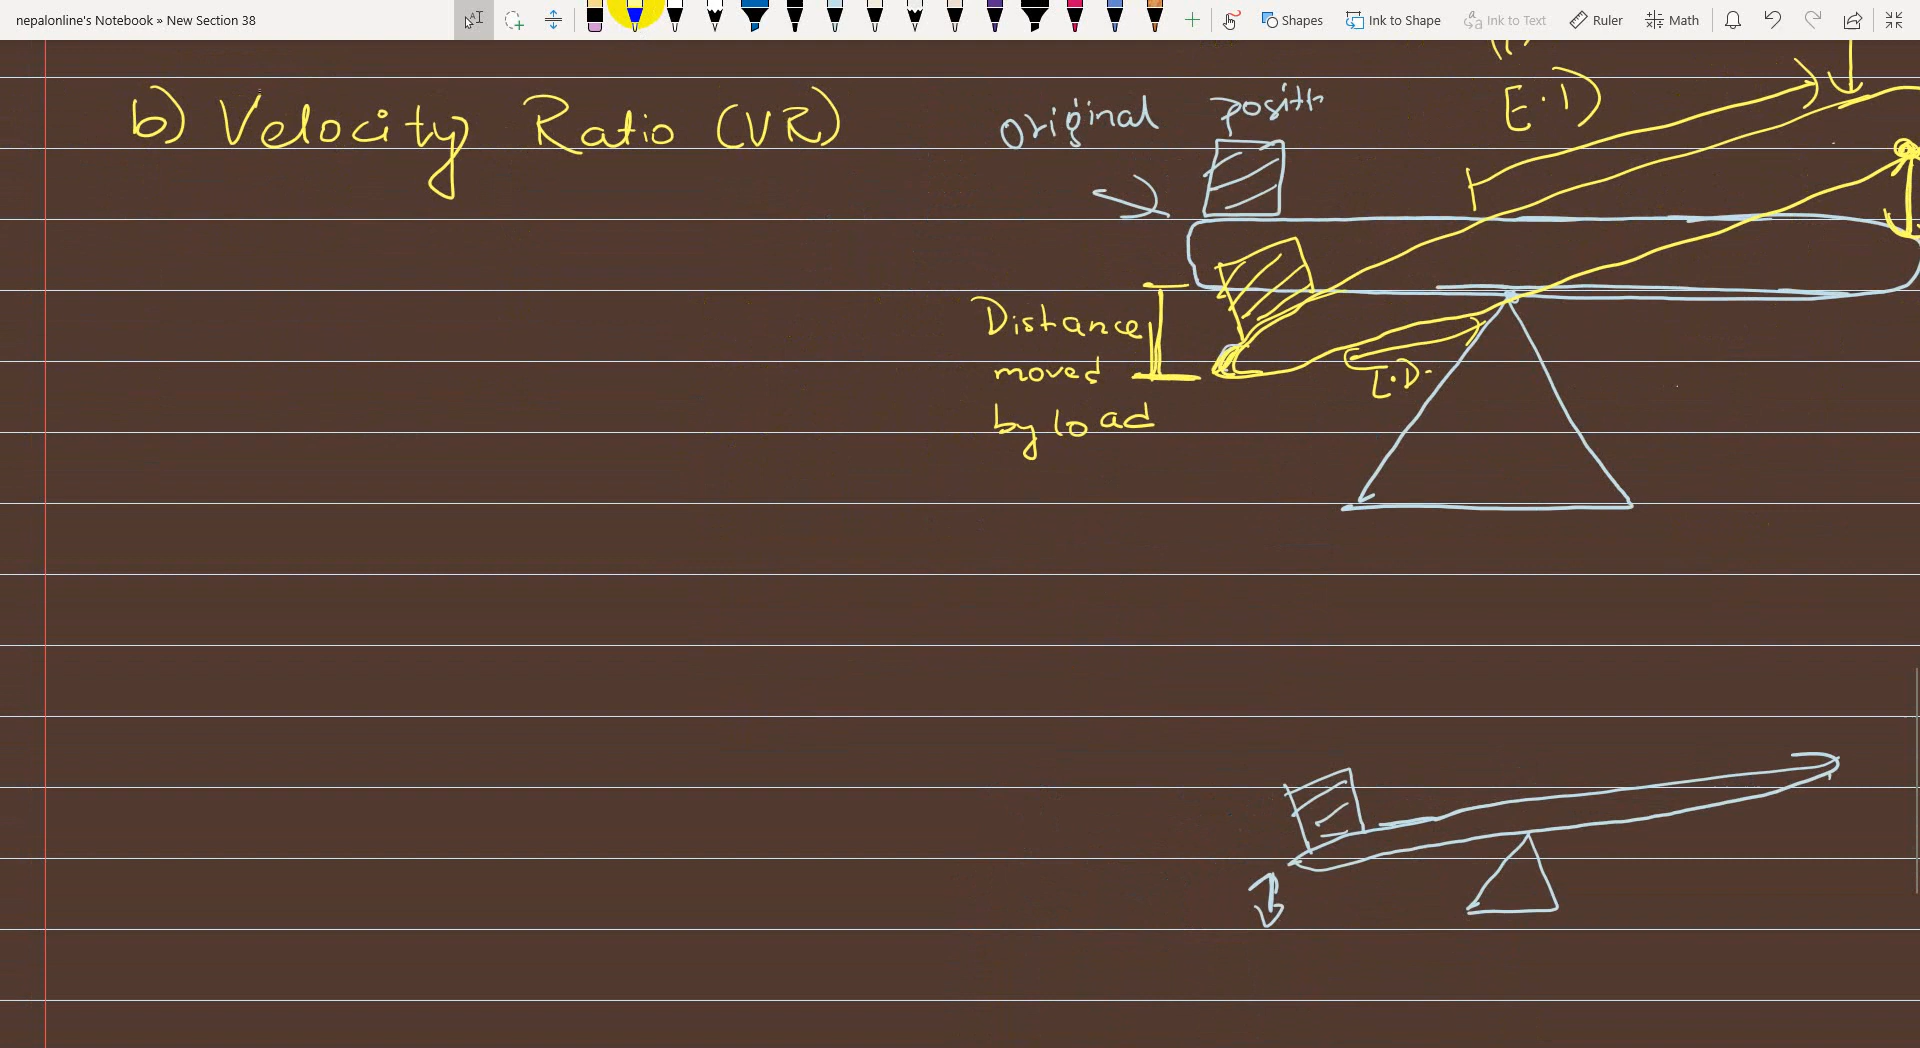 nepalonline's Notebook » New Section 38
Shapes
Ink to Shape
Ink to Text
Ruler
Math
b) Velocity Ratio (VR)
original
E.D
Distance
moved
by load
L.D.